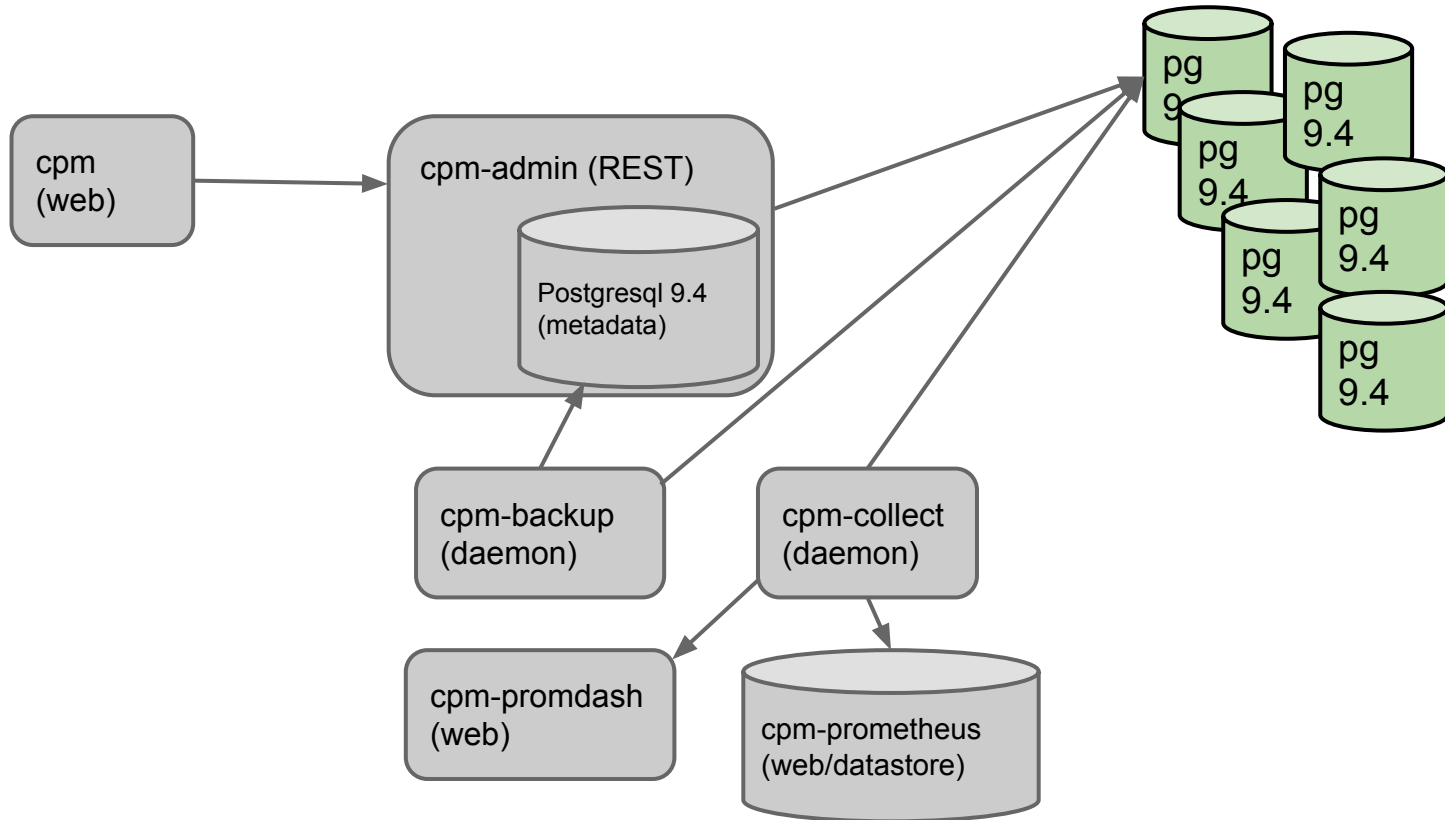 cpm
(web)
cpm-admin (REST)
Postgresql 9.4
(metadata)
pg
9.4
pg
9.4
pg
9.4
pg
9.4
pg
9.4
pg
9.4
cpm-backup
(daemon)
cpm-collect
(daemon)
cpm-promdash
(web)
cpm-prometheus
(web/datastore)